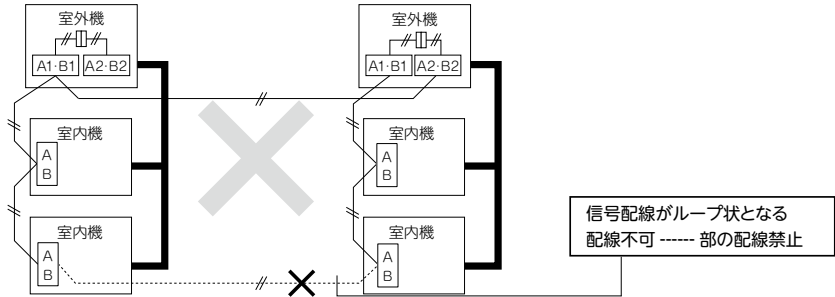 室外機
A1·B1 A2·B2
室内機
A
B
室内機
A
B
室外機
A1·B1 A2·B2
室内機
A
B
室内機
A
B
信号配線がループ状となる
配線不可 ------ 部の配線禁止